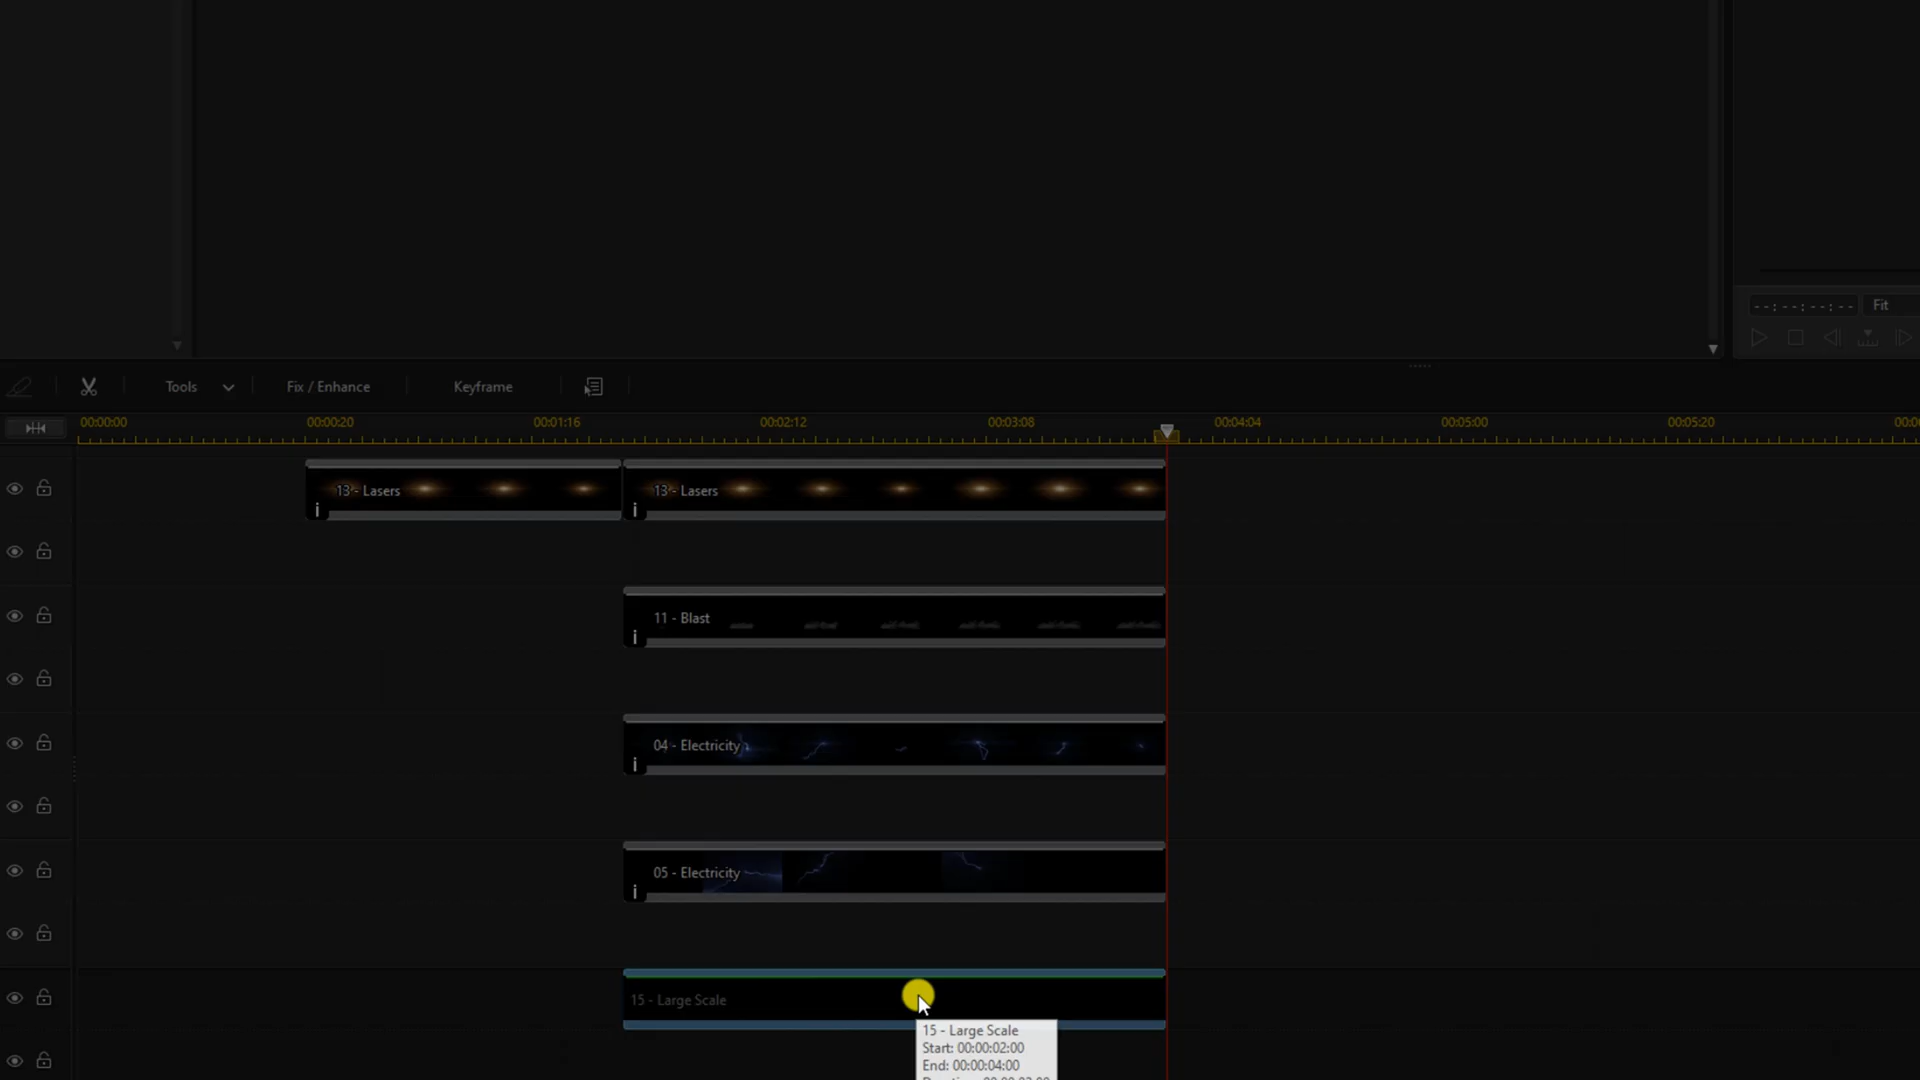 --;--;--;-- Fit
Tools Fix / Enhance Keyframe
00:00:00 00:00:20 00:01:16 00:02:12 00:03:08 00:04:04 00:05:00 00:05:20
13 - Lasers 13 - Lasers
i i
11 - Blast
i
04 - Electricity
i
05 - Electricity
i
15 - Large Scale
15 - Large Scale
Start: 00:00:02:00
End: 00:00:04:00